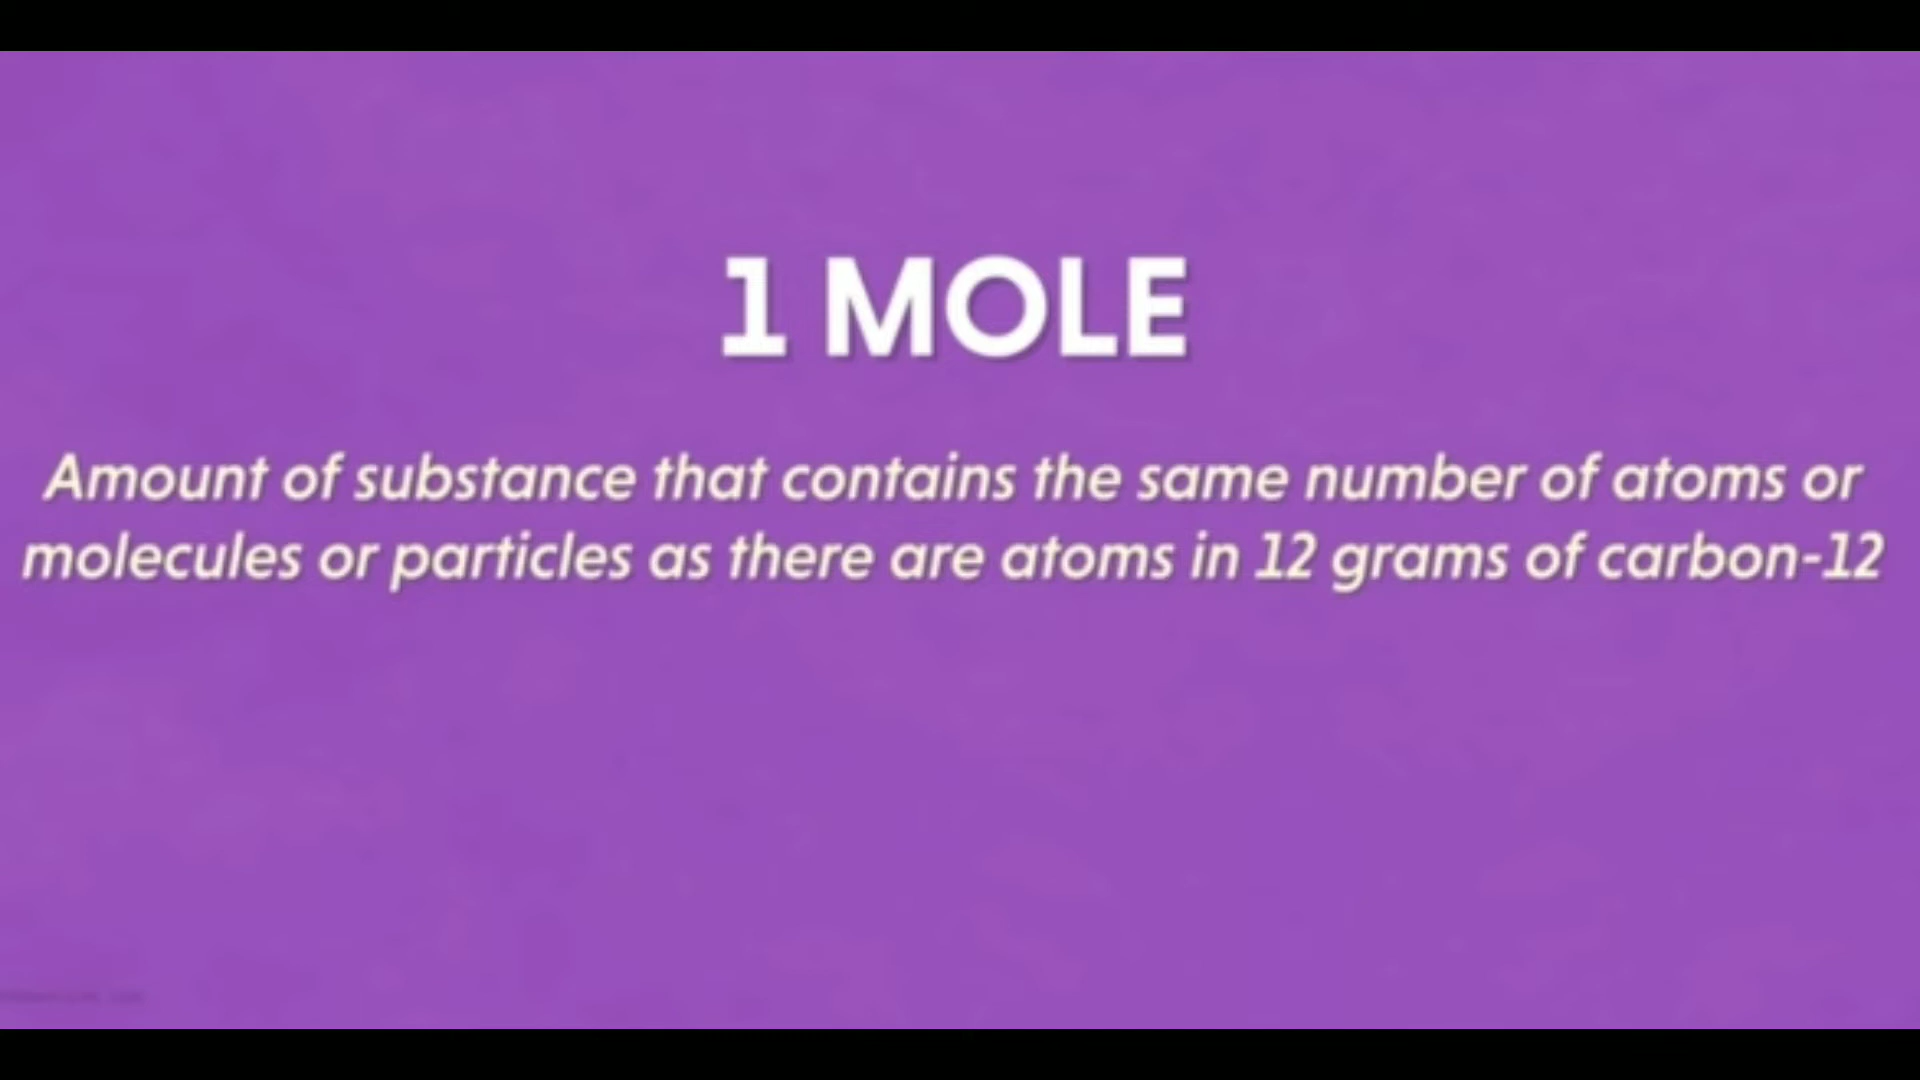 1 MOLE
Amount of substance that contains the same number of atoms or
molecules or particles as there are atoms in 12 grams of carbon-12